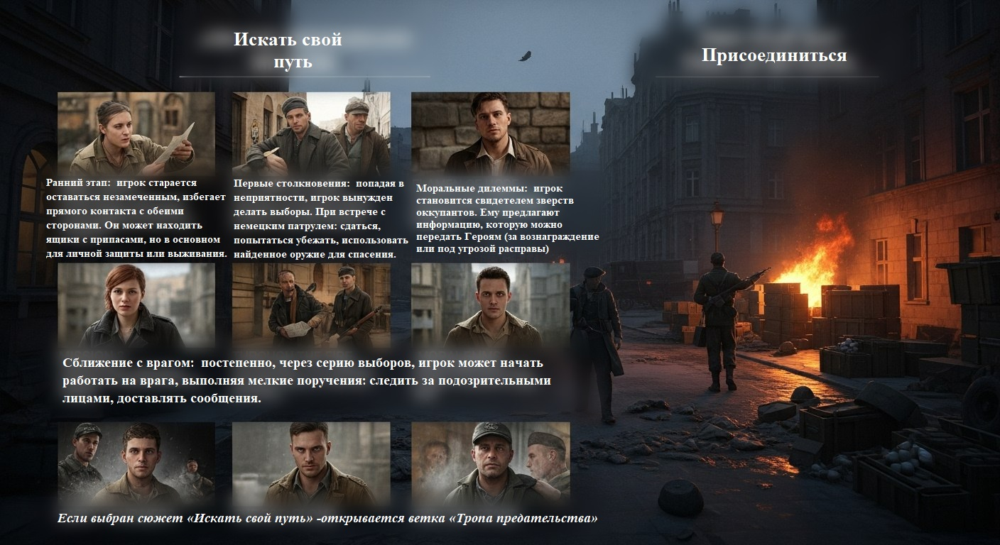 Искать свой
путь
Присоединиться
Ранний этап:  игрок старается
оставаться незамеченным, избегает
прямого контакта с обеими
сторонами. Он может находить
ящики с припасами, но в основном
для личной защиты или выживания.
Первые столкновения:  попадая в
неприятности, игрок вынужден
делать выборы. При встрече с
немецким патрулем: сдаться,
попытаться убежать, использовать
найденное оружие для спасения.
Моральные дилеммы:  игрок
становится свидетелем зверств
оккупантов. Ему предлагают
информацию, которую можно
передать Героям (за вознаграждение
или под угрозой расправы)
Сближение с врагом:  постепенно, через серию выборов, игрок может начать
работать на врага, выполняя мелкие поручения: следить за подозрительными
лицами, доставлять сообщения.
Если выбран сюжет «Искать свой путь» -открывается ветка «Тропа предательства»